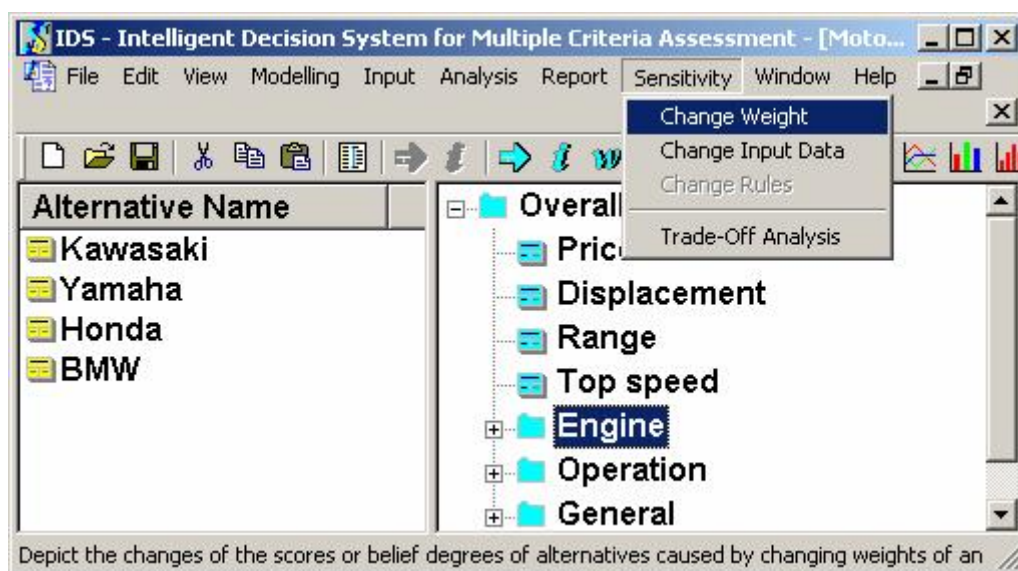 IDS - Intelligent Decision System for Multiple Criteria Assessment - [Moto...
File Edit View Modelling Input Analysis Report Sensitivity Window Help
Change Weight
Change Input Data
Change Rules
Trade-Off Analysis
Alternative Name
Kawasaki
Yamaha
Honda
BMW
Overall
Price
Displacement
Range
Top speed
Engine
Operation
General
Depict the changes of the scores or belief degrees of alternatives caused by changing weights of an